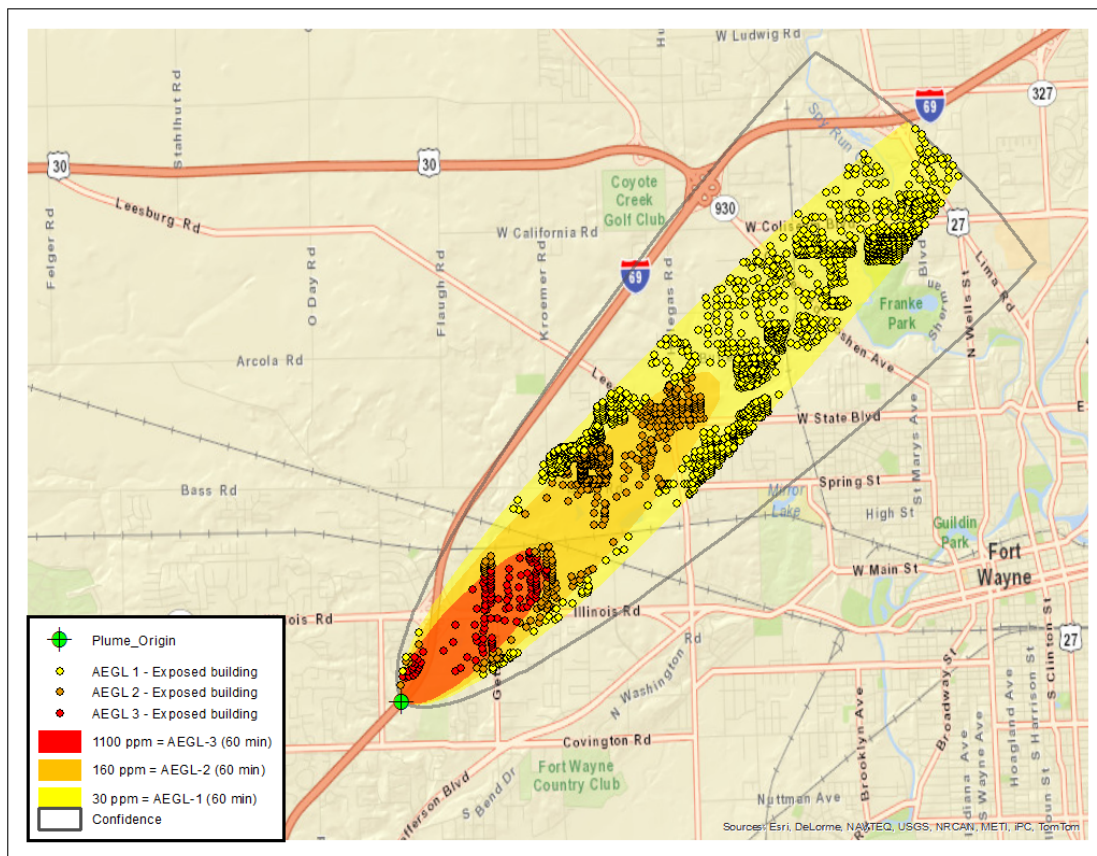 W Ludwig Rd
69
327
Spy Run
30
Stahlhut Rd
30
Coyote
Creek
Golf Club
Leesburg Rd
930
W California Rd
27
Felger Rd
O Day Rd
Flaugh Rd
Kroemer Rd
69
Lima Rd
N Wells St
Franke
Park
Arcola Rd
W State Blvd
St Marys Ave
Bass Rd
Spring St
Mirror
Lake
High St
Guildin
Park
Fort
Wayne
W Main St
Illinois Rd
27
N Washington Rd
Covington Rd
Fort Wayne
Country Club
S Bend Dr
Broadway St
Brooklyn Ave
Nuttman Ave
S Wayne Ave
Hoagland Ave
S Harrison St
S Clinton St
Plume_Origin
AEGL 1 - Exposed building
AEGL 2 - Exposed building
AEGL 3 - Exposed building
1100 ppm = AEGL-3 (60 min)
160 ppm = AEGL-2 (60 min)
30 ppm = AEGL-1 (60 min)
Confidence
Sources: Esri, DeLorme, NAVTEQ, USGS, NRCAN, METI, iPC, TomTom